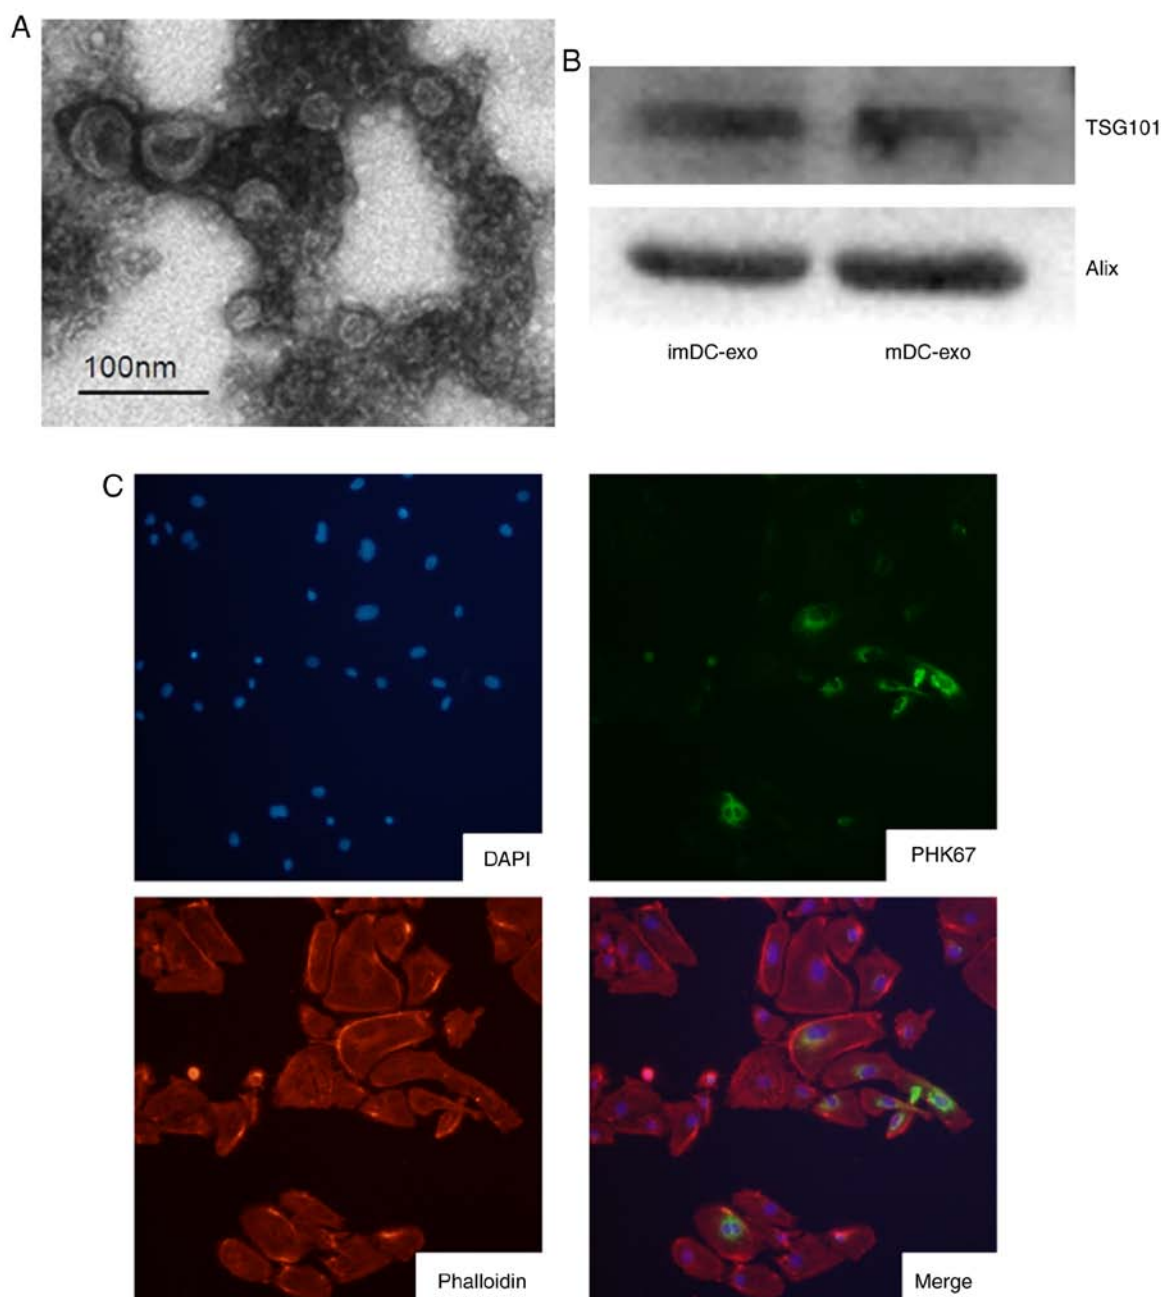 A
100nm
B
TSG101
Alix
imDC-exo
mDC-exo
C
DAPI
PHK67
Phalloidin
Merge